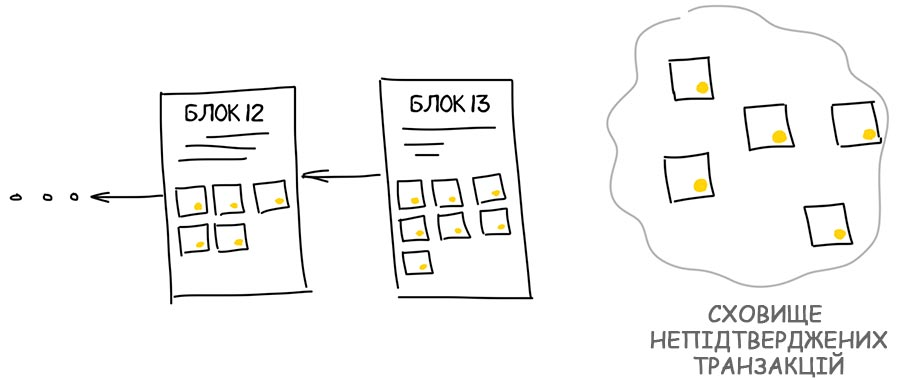 БЛОК 12
БЛОК 13
СХОВИЩЕ
НЕПІДТВЕРДЖЕНИХ
ТРАНЗАКЦІЙ